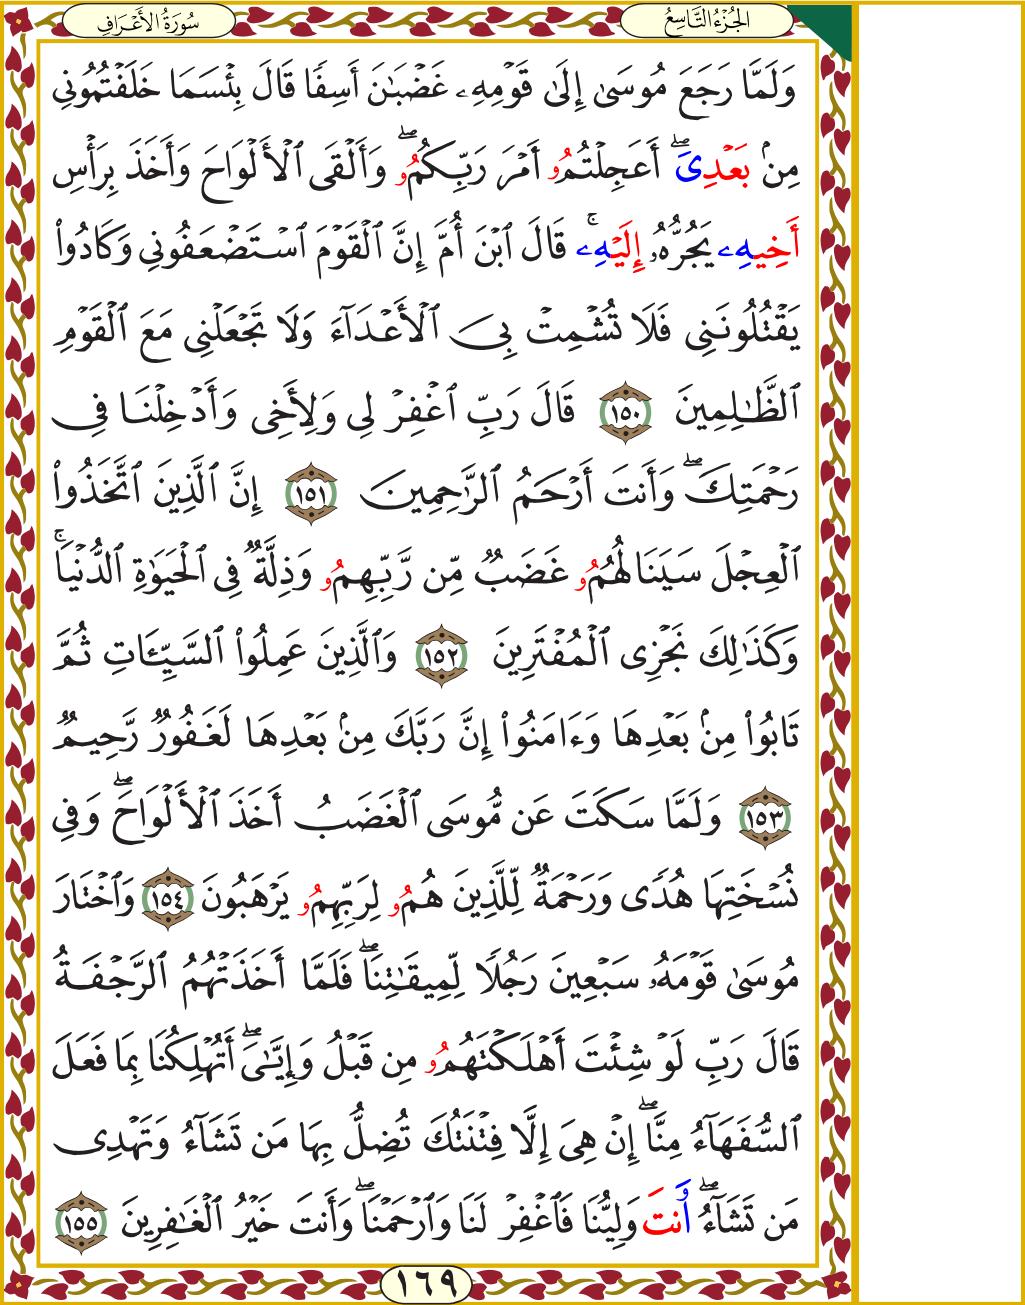 سُورَةُ الأَعْرَافِ
الجُزْءُ التَّاسِعُ
وَلَمَّا رَجَعَ مُوسَىٰ إِلَىٰ قَوْمِهِۦ غَضْبَٰنَ أَسِفًا قَالَ بِئْسَمَا خَلَفْتُمُونِي
مِنۢ بَعْدِيَۖ أَعَجِلْتُمُۥ أَمْرَ رَبِّكُمُۥۖ وَأَلْقَى ٱلْأَلْوَاحَ وَأَخَذَ بِرَأْسِ
أَخِيهِۦ يَجُرُّهُۥ إِلَيْهِۦۚ قَالَ ٱبْنَ أُمَّ إِنَّ ٱلْقَوْمَ ٱسْتَضْعَفُونِي وَكَادُواْ
يَقْتُلُونَنِي فَلَا تُشْمِتْ بِيَ ٱلْأَعْدَآءَ وَلَا تَجْعَلْنِي مَعَ ٱلْقَوْمِ
ٱلظَّٰلِمِينَ ١٥٠ قَالَ رَبِّ ٱغْفِرْ لِي وَلِأَخِي وَأَدْخِلْنَا فِي
رَحْمَتِكَۖ وَأَنتَ أَرْحَمُ ٱلرَّٰحِمِينَ ١٥١ إِنَّ ٱلَّذِينَ ٱتَّخَذُواْ
ٱلْعِجْلَ سَيَنَالُهُمُۥ غَضَبٌ مِّن رَّبِّهِمُۥ وَذِلَّةٌ فِي ٱلْحَيَوٰةِ ٱلدُّنْيَاۚ
وَكَذَٰلِكَ نَجْزِي ٱلْمُفْتَرِينَ ١٥٢ وَٱلَّذِينَ عَمِلُواْ ٱلسَّيِّـَٔاتِ ثُمَّ
تَابُواْ مِنۢ بَعْدِهَا وَءَامَنُواْ إِنَّ رَبَّكَ مِنۢ بَعْدِهَا لَغَفُورٌ رَّحِيمٌ
١٥٣ وَلَمَّا سَكَتَ عَن مُّوسَى ٱلْغَضَبُ أَخَذَ ٱلْأَلْوَاحَۖ وَفِي
نُسْخَتِهَا هُدًى وَرَحْمَةٌ لِّلَّذِينَ هُمُۥ لِرَبِّهِمُۥ يَرْهَبُونَ ١٥٤ وَٱخْتَارَ
مُوسَىٰ قَوْمَهُۥ سَبْعِينَ رَجُلًا لِّمِيقَٰتِنَاۖ فَلَمَّا أَخَذَتْهُمُ ٱلرَّجْفَةُ
قَالَ رَبِّ لَوْ شِئْتَ أَهْلَكْتَهُمُۥ مِن قَبْلُ وَإِيَّٰيَۖ أَتُهْلِكُنَا بِمَا فَعَلَ
ٱلسُّفَهَآءُ مِنَّاۖ إِنْ هِيَ إِلَّا فِتْنَتُكَ تُضِلُّ بِهَا مَن تَشَآءُ وَتَهْدِي
مَن تَشَآءُۖ أَنتَ وَلِيُّنَا فَٱغْفِرْ لَنَا وَٱرْحَمْنَاۖ وَأَنتَ خَيْرُ ٱلْغَٰفِرِينَ ١٥٥
١٦٩